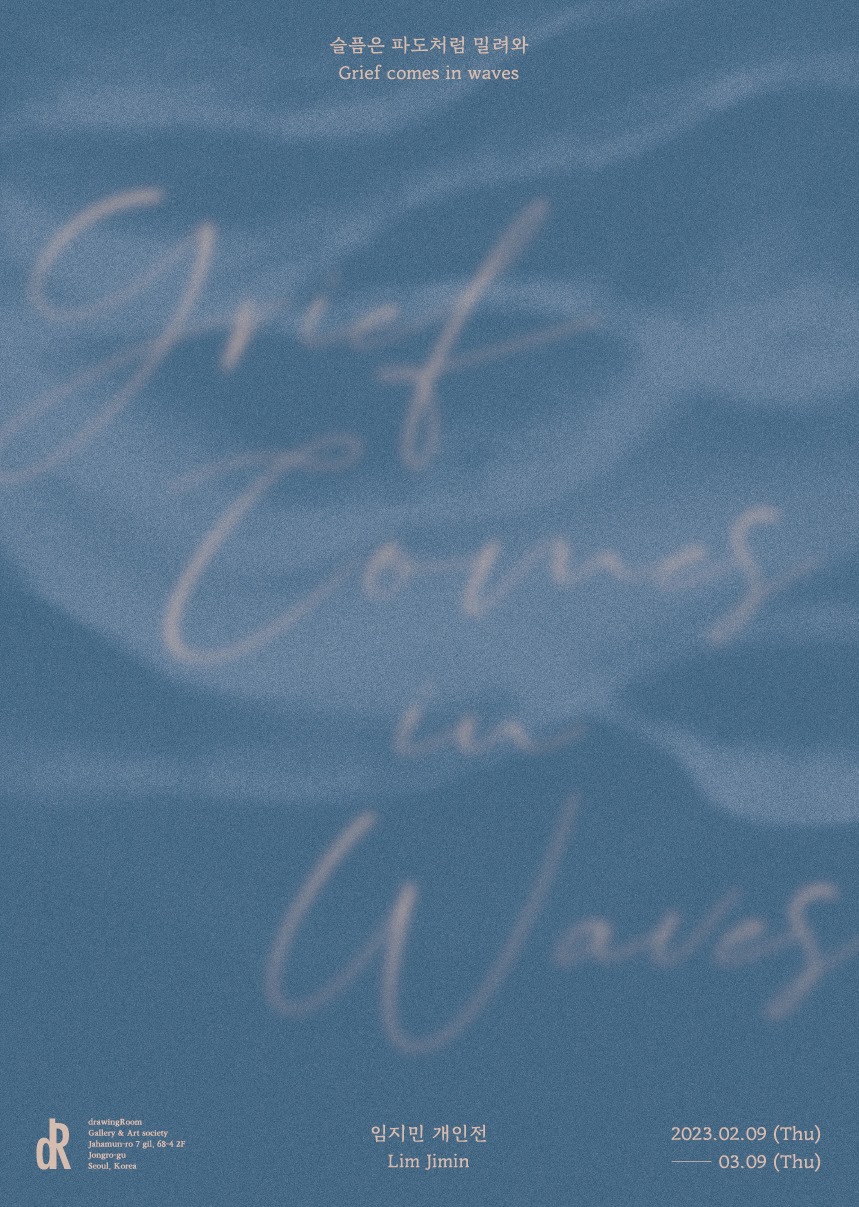 슬픔은 파도처럼 밀려와
Grief comes in waves
Grief
Comes
in
Waves
dR
drawingRoom
Gallery & Art society
Jahamun-ro 7 gil, 68-4 2F
Jongro-gu
Seoul, Korea
임지민 개인전
Lim Jimin
2023.02.09 (Thu)
03.09 (Thu)